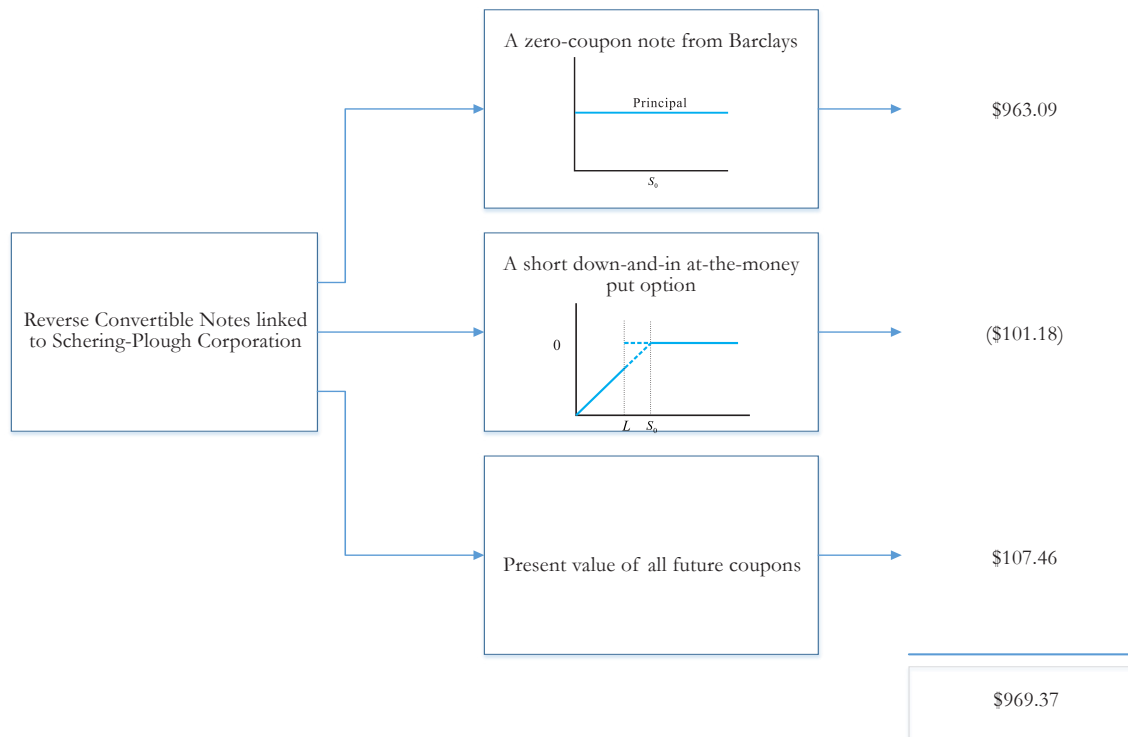 A zero-coupon note from Barclays
Principal
S₀
$963.09
Reverse Convertible Notes linked
to Schering-Plough Corporation
A short down-and-in at-the-money
put option
0
L S₀
($101.18)
Present value of all future coupons
$107.46
$969.37